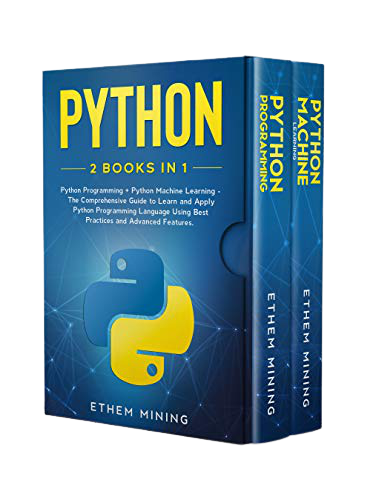 PYTHON
2 BOOKS IN 1
Python Programming + Python Machine Learning -
The Comprehensive Guide to Learn and Apply
Python Programming Language Using Best
Practices and Advanced Features.
ETHEM MINING
PYTHON
PROGRAMMING
ETHEM MINING
PYTHON
MACHINE
LEARNING
ETHEM MINING